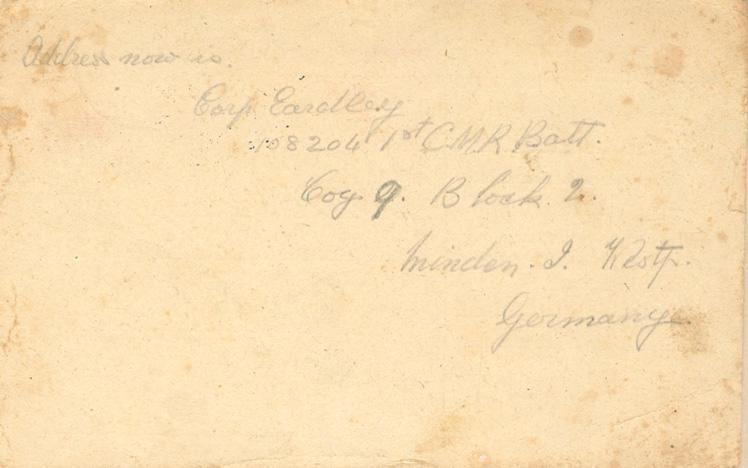 Address now is.
Corp. Eardley
108204 1st C.M.R Batt.
Coy 9. Block 2.
Minden. I. Westf.
Germany.